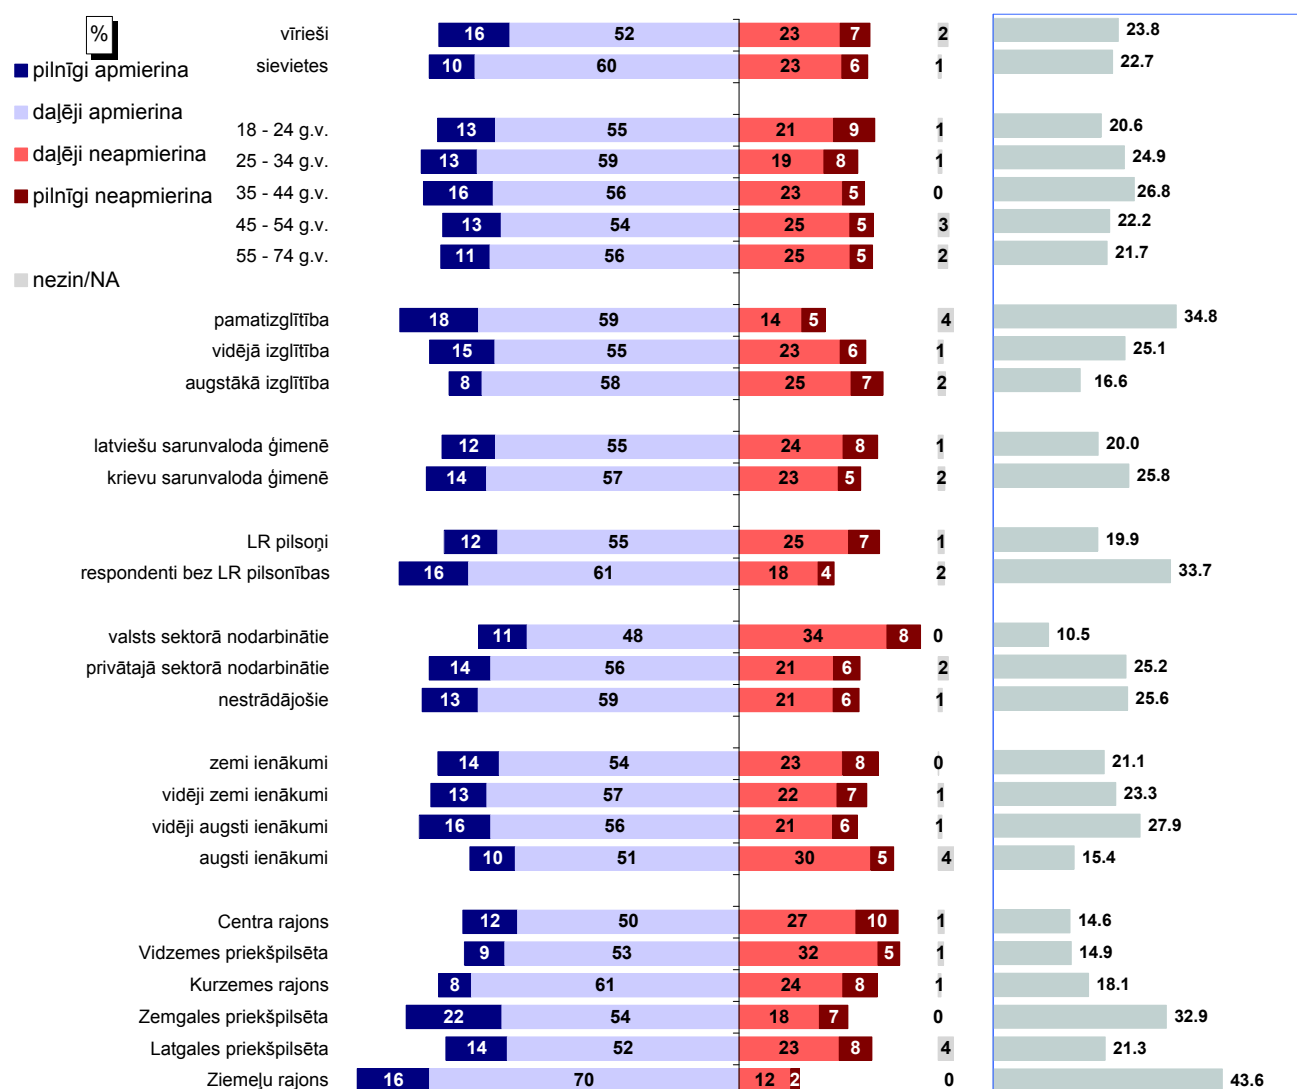 %
pilnīgi apmierina
daļēji apmierina
daļēji neapmierina
pilnīgi neapmierina
nezin/NA
vīrieši 16 52 23 7 2 23.8
sievietes 10 60 23 6 1 22.7
18 - 24 g.v. 13 55 21 9 1 20.6
25 - 34 g.v. 13 59 19 8 1 24.9
35 - 44 g.v. 16 56 23 5 0 26.8
45 - 54 g.v. 13 54 25 5 3 22.2
55 - 74 g.v. 11 56 25 5 2 21.7
pamatizglītība 18 59 14 5 4 34.8
vidējā izglītība 15 55 23 6 1 25.1
augstākā izglītība 8 58 25 7 2 16.6
latviešu sarunvaloda ģimenē 12 55 24 8 1 20.0
krievu sarunvaloda ģimenē 14 57 23 5 2 25.8
LR pilsoņi 12 55 25 7 1 19.9
respondenti bez LR pilsonības 16 61 18 4 2 33.7
valsts sektorā nodarbinātie 11 48 34 8 0 10.5
privātajā sektorā nodarbinātie 14 56 21 6 2 25.2
nestrādājošie 13 59 21 6 1 25.6
zemi ienākumi 14 54 23 8 0 21.1
vidēji zemi ienākumi 13 57 22 7 1 23.3
vidēji augsti ienākumi 16 56 21 6 1 27.9
augsti ienākumi 10 51 30 5 4 15.4
Centra rajons 12 50 27 10 1 14.6
Vidzemes priekšpilsēta 9 53 32 5 1 14.9
Kurzemes rajons 8 61 24 8 1 18.1
Zemgales priekšpilsēta 22 54 18 7 0 32.9
Latgales priekšpilsēta 14 52 23 8 4 21.3
Ziemeļu rajons 16 70 12 2 0 43.6